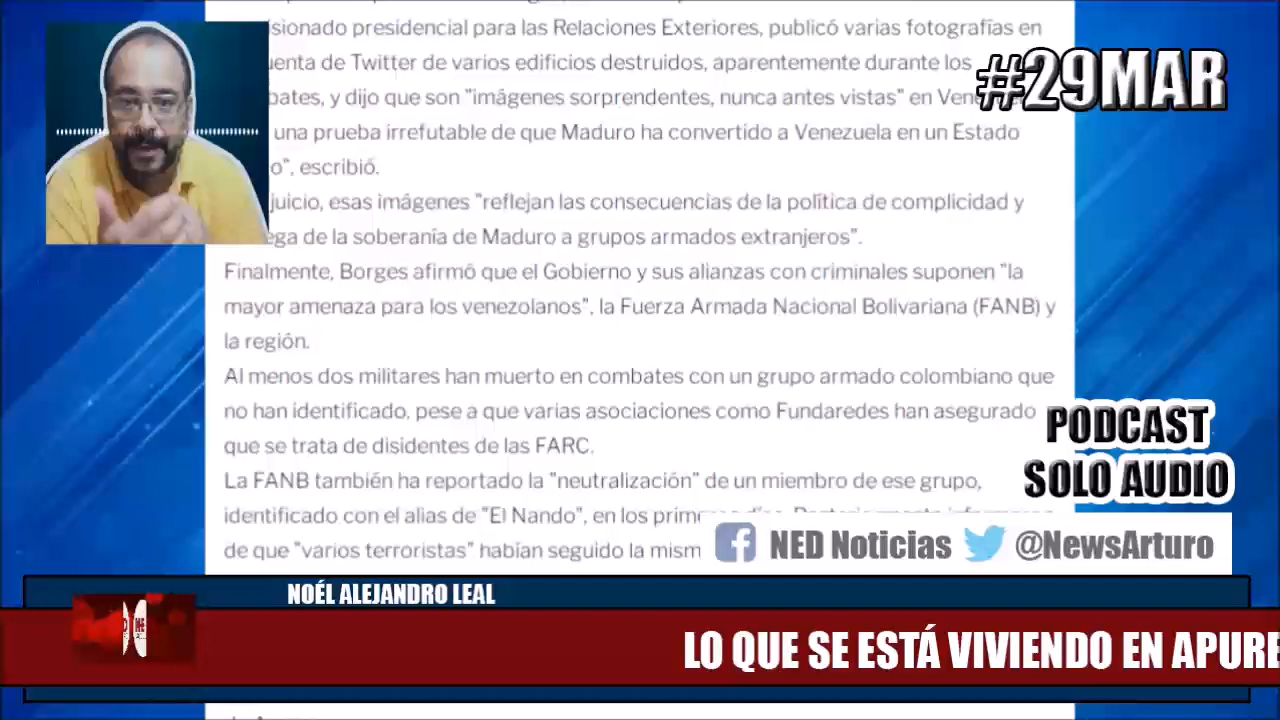 isionado presidencial para las Relaciones Exteriores, publicó varias fotografías en
enta de Twitter de varios edificios destruidos, aparentemente durante los
bates, y dijo que son "imágenes sorprendentes, nunca antes vistas" en
una prueba irrefutable de que Maduro ha convertido a Venezuela en un Estado
o", escribió.
juicio, esas imágenes "reflejan las consecuencias de la política de complicidad y
ega de la soberanía de Maduro a grupos armados extranjeros".
Finalmente, Borges afirmó que el Gobierno y sus alianzas con criminales suponen "la
mayor amenaza para los venezolanos", la Fuerza Armada Nacional Bolivariana (FANB) y
la región.
Al menos dos militares han muerto en combates con un grupo armado colombiano que
no han identificado, pese a que varias asociaciones como Fundaredes han asegurado
que se trata de disidentes de las FARC.
La FANB también ha reportado la "neutralización" de un miembro de ese grupo,
identificado con el alias de "El Nando", en los
de que "varios terroristas" habían seguido la mism
#29MAR
PODCAST
SOLO AUDIO
NED Noticias @NewsArturo
NOÉL ALEJANDRO LEAL
LO QUE SE ESTÁ VIVIENDO EN APURE